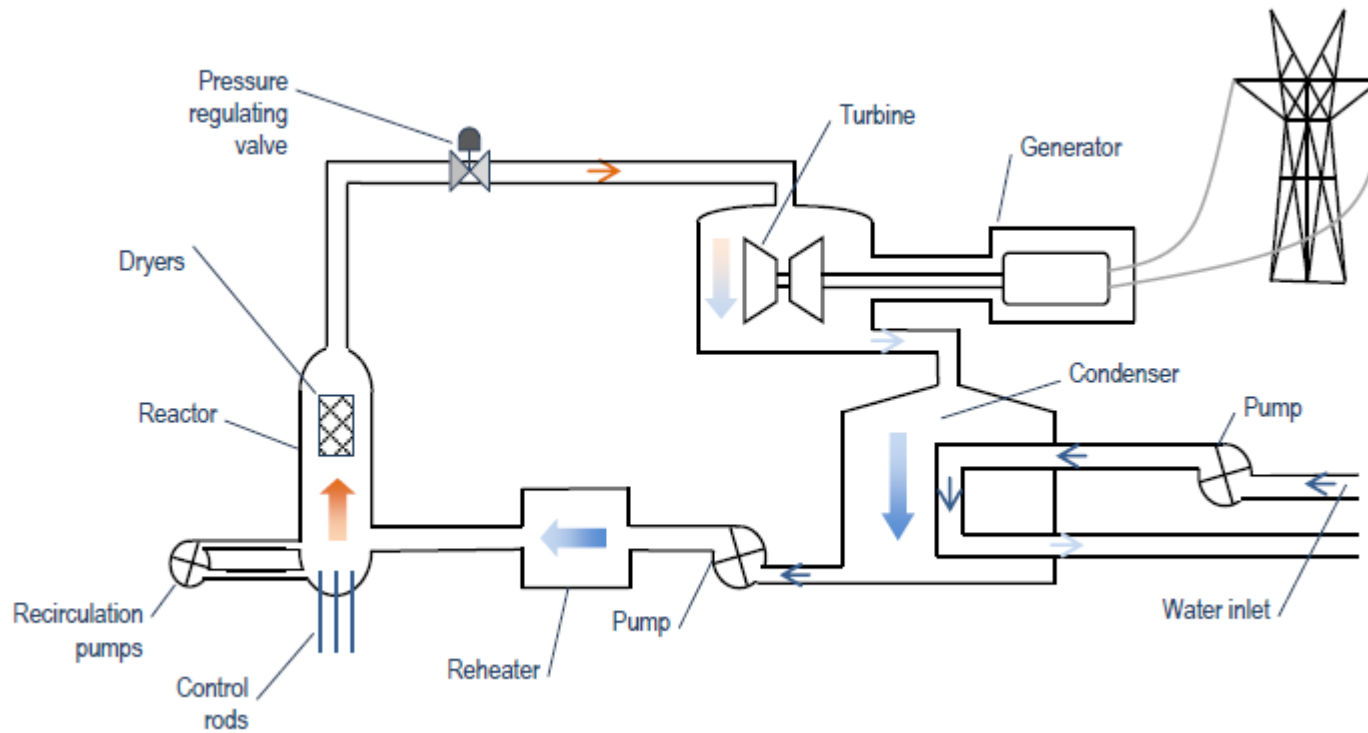 Pressure
regulating
valve
Turbine
Generator
Dryers
Reactor
Condenser
Pump
Recirculation
pumps
Control
rods
Reheater
Pump
Water inlet